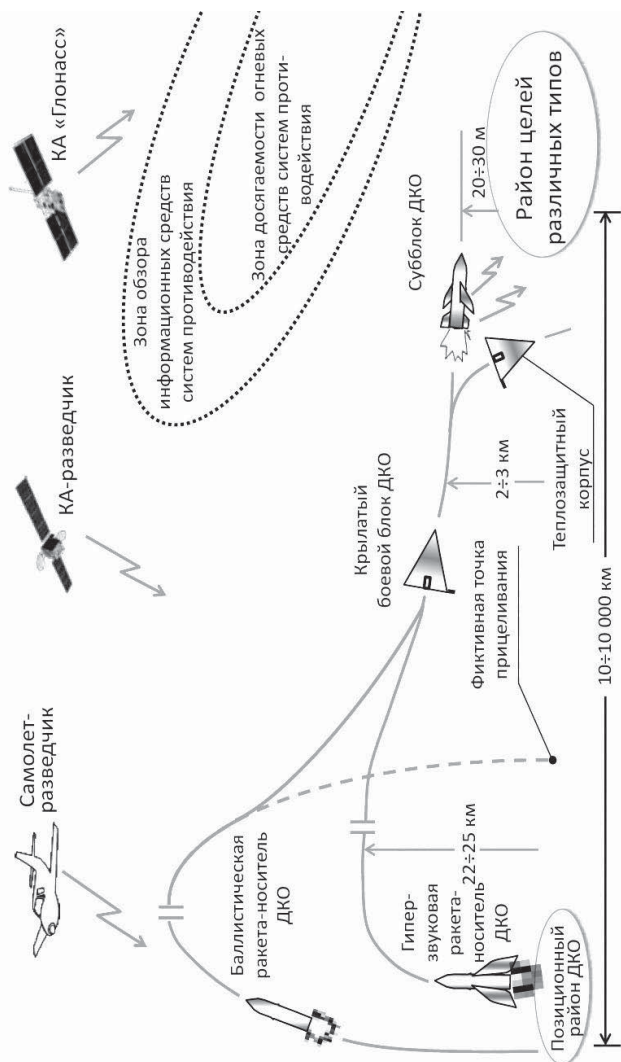 Самолет-
разведчик
КА-разведчик
КА «Глонасс»
Зона обзора
информационных средств
систем противодействия
Зона досягаемости огневых
средств систем проти-
водействия
Баллистическая
ракета-носитель
ДКО
Гипер-
звуковая
ракета-
носитель
ДКО
22÷25 км
Крылатый
боевой блок ДКО
Субблок ДКО
2÷3 км
20÷30 м
Фиктивная точка
прицеливания
Теплозащитный
корпус
Позиционный
район ДКО
Район целей
различных типов
10÷10 000 км